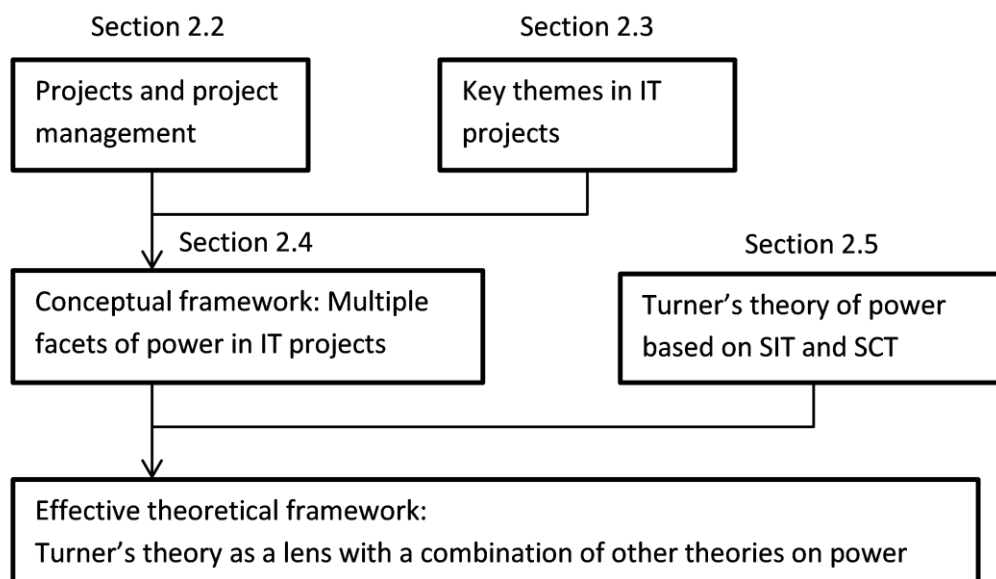 Section 2.2
Projects and project
management
Section 2.3
Key themes in IT
projects
Section 2.4
Conceptual framework: Multiple
facets of power in IT projects
Section 2.5
Turner’s theory of power
based on SIT and SCT
Effective theoretical framework:
Turner’s theory as a lens with a combination of other theories on power